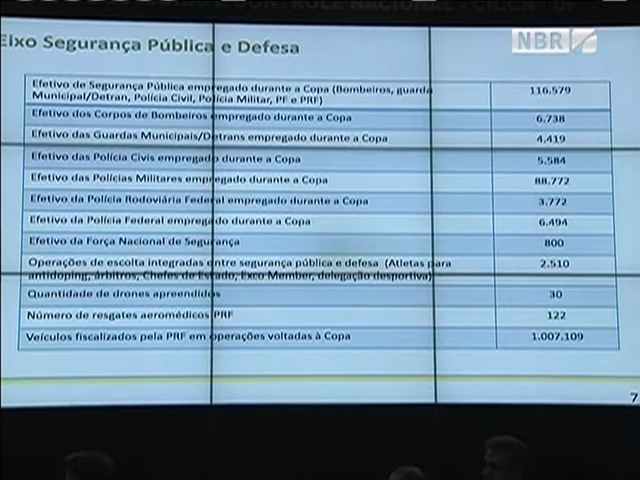 NBR
Eixo Segurança Pública e Defesa
Efetivo de Segurança Pública empregado durante a Copa (Bombeiros, guarda
Municipal/Detran, Polícia Civil, Polícia Militar, PF e PRF)
116.579
Efetivo dos Corpos de Bombeiros empregado durante a Copa
6.738
Efetivo das Guardas Municipais/Detrans empregado durante a Copa
4.419
Efetivo das Polícia Civis empregado durante a Copa
5.584
Efetivo das Polícias Militares empregado durante a Copa
88.772
Efetivo da Polícia Rodoviária Federal empregado durante a Copa
3.772
Efetivo da Polícia Federal empregado durante a Copa
6.494
Efetivo da Força Nacional de Segurança
800
Operações de escolta integradas entre segurança pública e defesa (Atletas para
antidoping, árbitros, Chefes de Estado, Exco Member, delegação desportiva)
2.510
Quantidade de drones apreendidos
30
Número de resgates aeromédicos PRF
122
Veículos fiscalizados pela PRF em operações voltadas à Copa
1.007.109
7